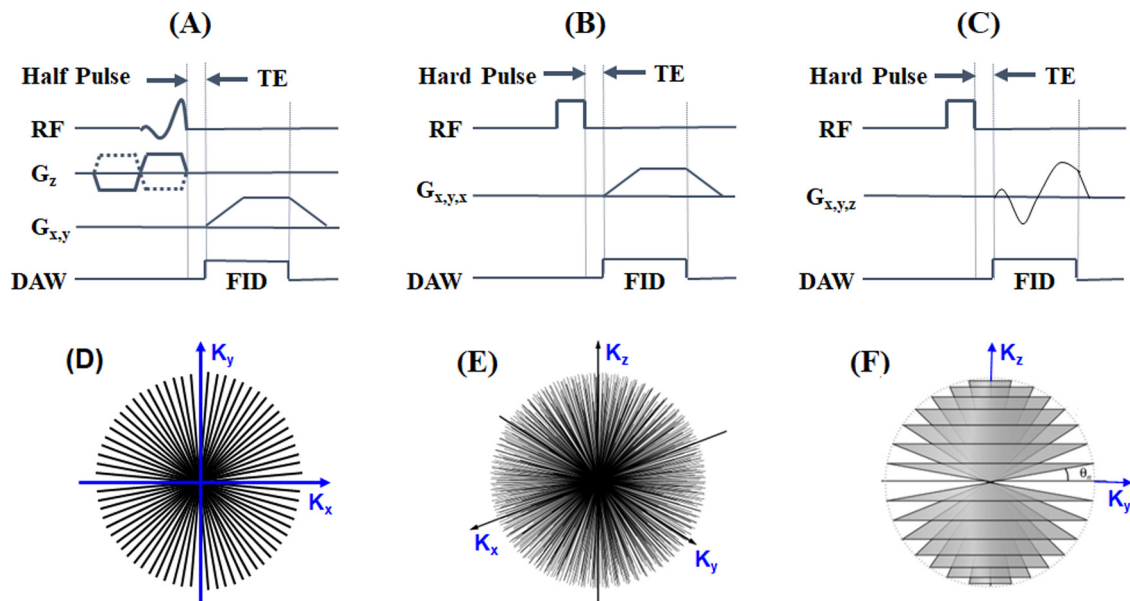 (A)
Half Pulse
TE
RF
Gz
Gx,y
DAW
FID
(B)
Hard Pulse
TE
RF
Gx,y,x
DAW
FID
(C)
Hard Pulse
TE
RF
Gx,y,z
DAW
FID
(D)
Ky
Kx
(E)
Kz
Kx
Ky
(F)
Kz
Ky